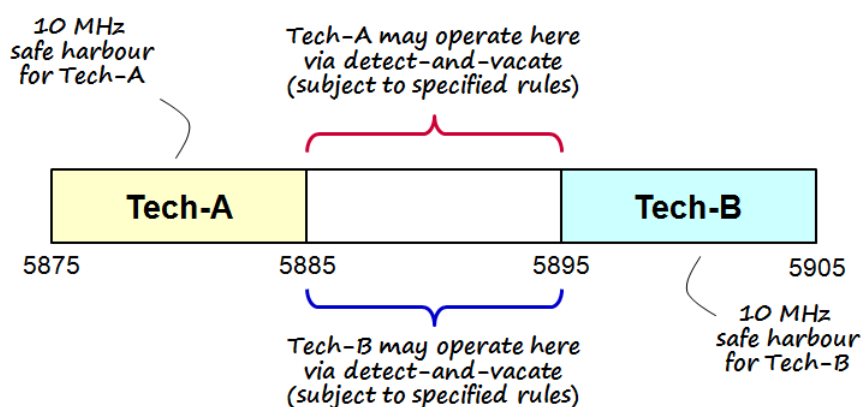 10 MHz
safe harbour
for Tech-A
Tech-A may operate here
via detect-and-vacate
(subject to specified rules)
Tech-A
Tech-B
5875
5885
5895
5905
Tech-B may operate here
via detect-and-vacate
(subject to specified rules)
10 MHz
safe harbour
for Tech-B